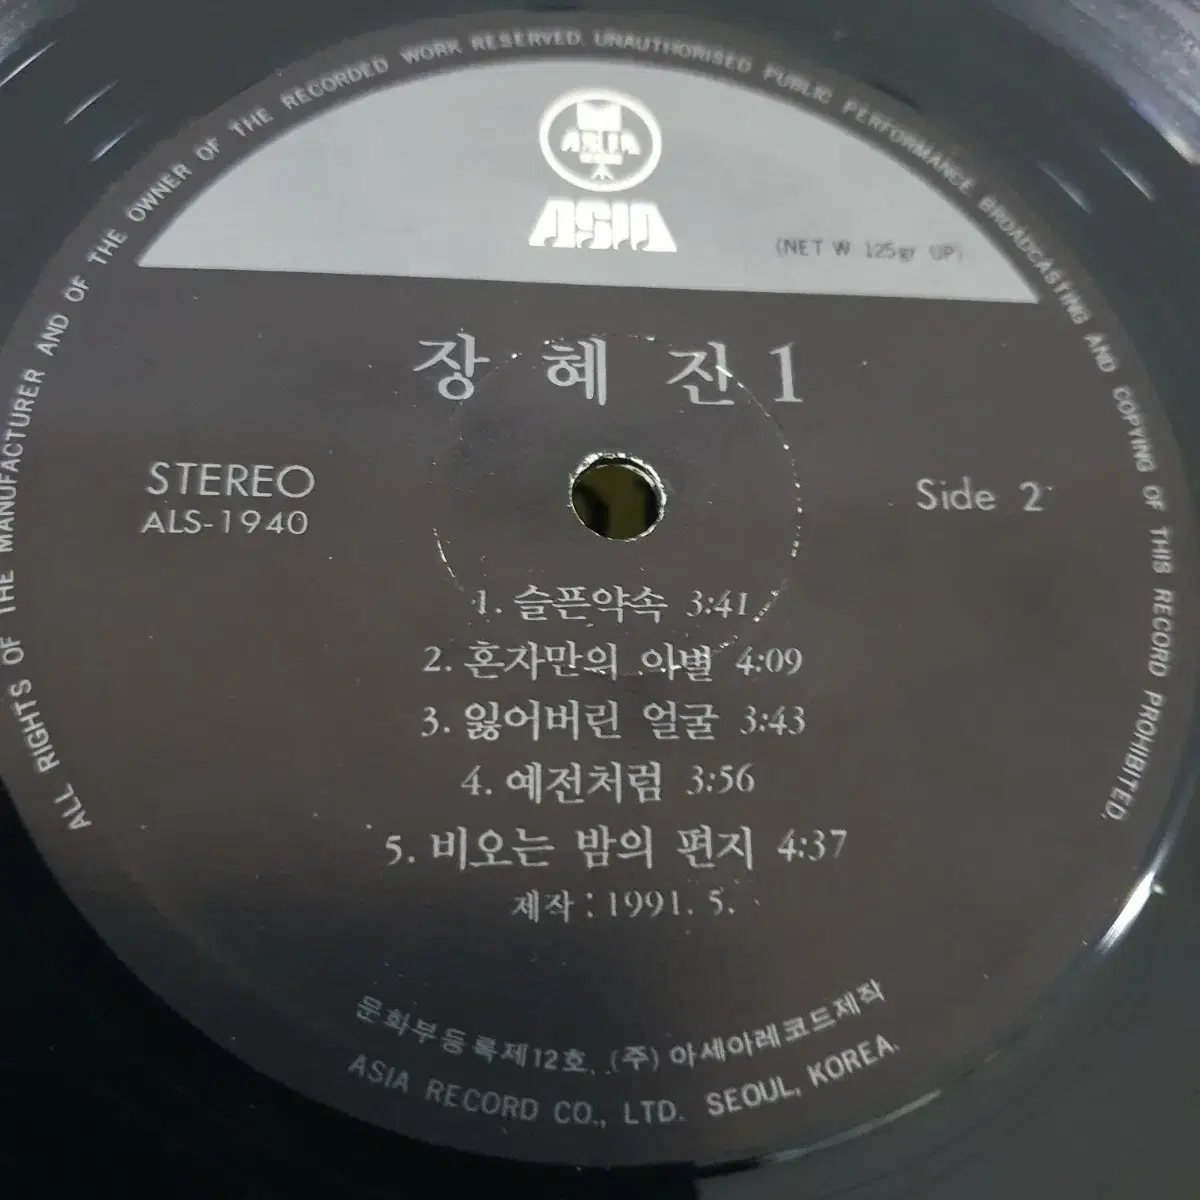 ALL RIGHTS OF THE MANUFACTURER AND OF THE OWNER OF THE RECORDED WORK RESERVED. UNAUTHORISED PUBLIC PERFORMANCE BROADCASTING AND COPYING OF THIS RECORD PROHIBITED.
ASIA
ASIA
(NET W 125gr UP)
장 혜 진 1
STEREO
ALS-1940
Side 2
1. 슬픈약속 3:41
2. 혼자만의 이별 4:09
3. 잃어버린 얼굴 3:43
4. 예전처럼 3:56
5. 비오는 밤의 편지 4:37
제작 : 1991. 5.
문화부등록제12호. (주) 아세아레코드제작
ASIA RECORD CO., LTD. SEOUL, KOREA.